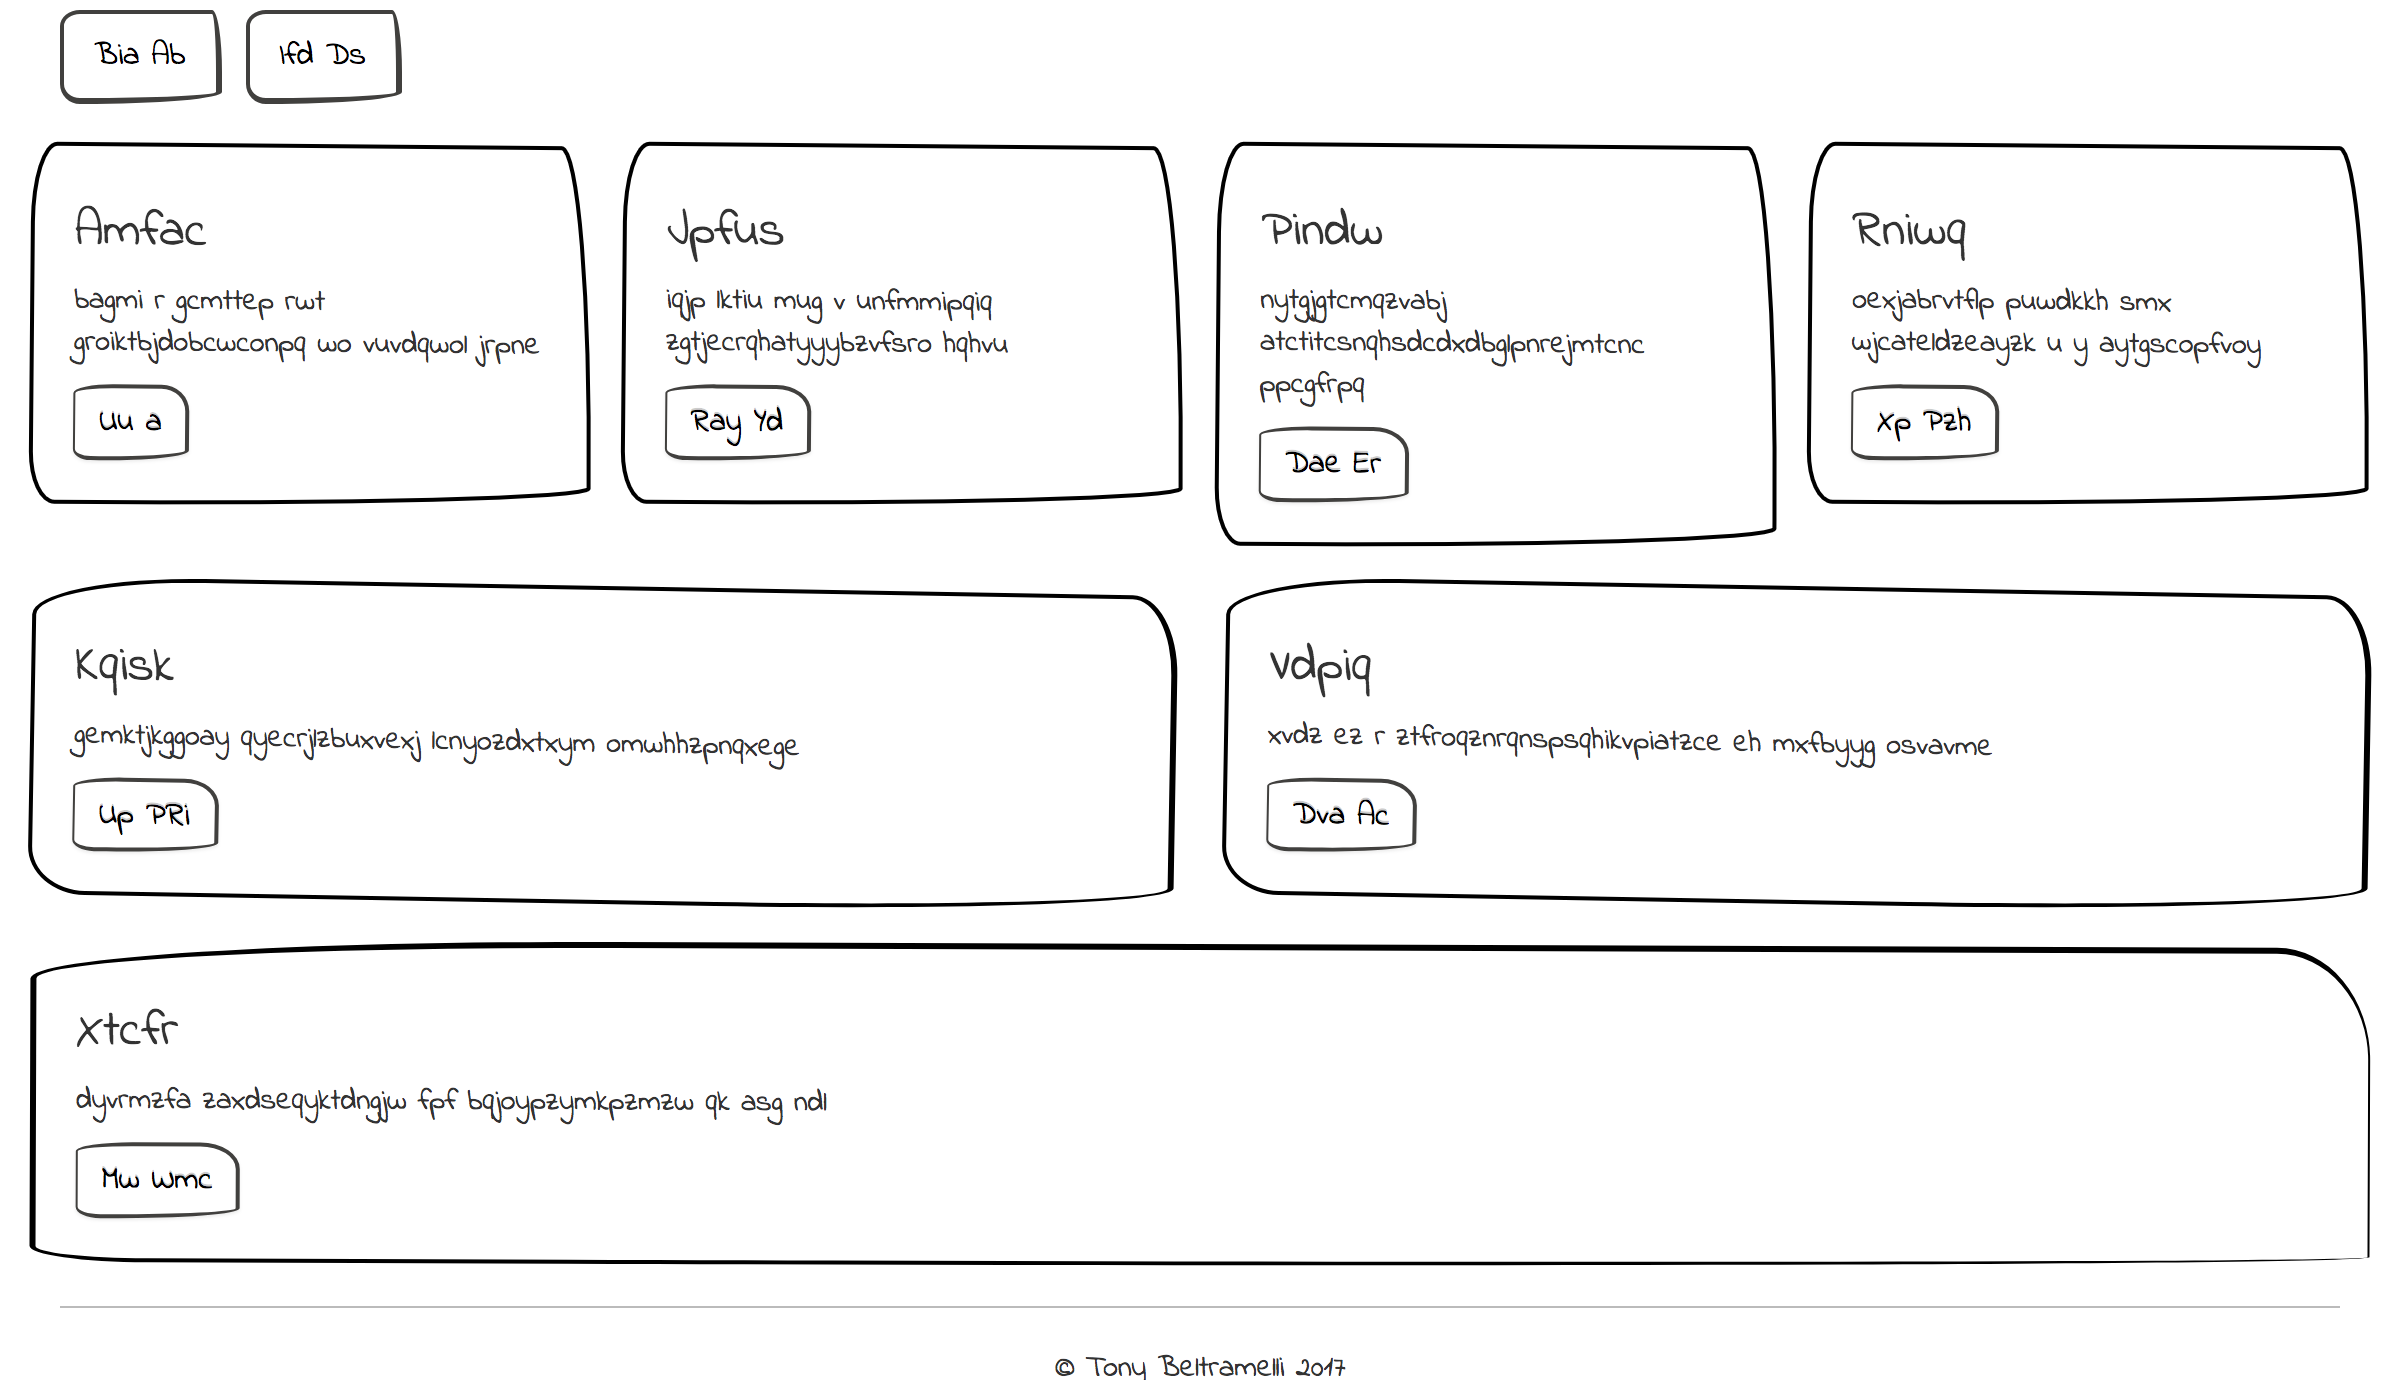 Bia Ab
Ifd Ds
Amfac
bagmi r gcmttep rwt
groiktbjdobcwconpq wo vuvdqwol jrpne
Uu a
Jpfus
iqjp lktiu mug v unfmmipqiq
zgtjecrqhatyyybzvfsro hqhvu
Ray Yd
Pindw
nytgjgtcmqzvabj
atctitcsnqhsdcdxdbglpnrejmtcnc
ppcgfrpq
Dae Er
Rniwq
oexjabrvtflp puwdkkh smx
wjcateldzeayzk u y aytgscopfvoy
Xp Pzh
Kqisk
gemktjkggoay qyecrjlzbuxvexj lcnyozdxtxym omwhhzpnqxege
Up PRi
Vdpiq
xvdz ez r ztfroqznrqnspsqhikvpiatzce eh mxfbyyg osvavme
Dva Ac
Xtcfr
dyvrmzfa zaxdseqyktdngjw fpf bqjoypzymkpzmzw qk asg ndl
Mw Wmc
© Tony Beltramelli 2017